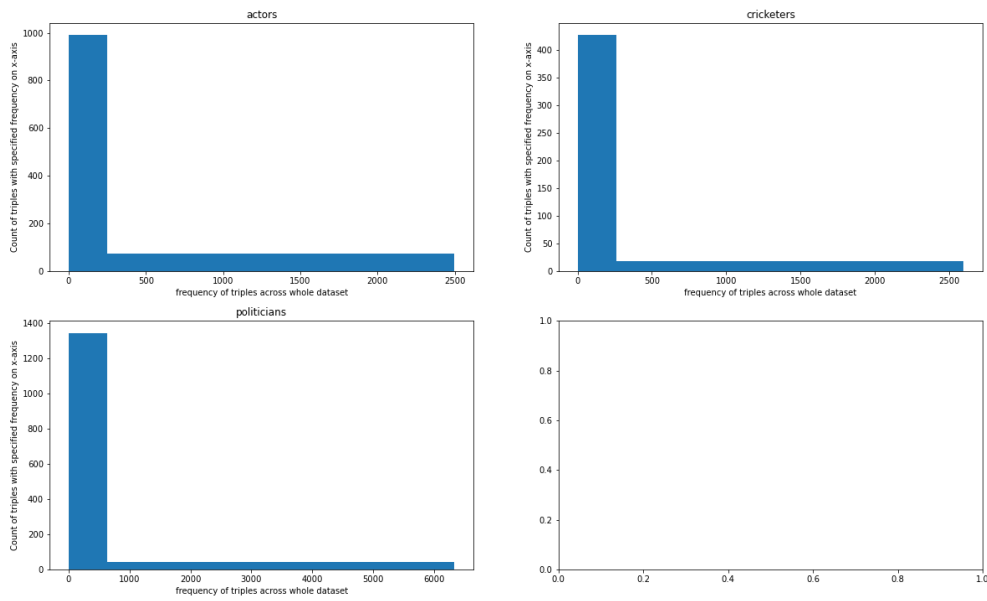 actors
Count of triples with specified frequency on x-axis
1000
800
600
400
200
0
0 500 1000 1500 2000 2500
frequency of triples across whole dataset
cricketers
Count of triples with specified frequency on x-axis
400
350
300
250
200
150
100
50
0
0 500 1000 1500 2000 2500
frequency of triples across whole dataset
politicians
Count of triples with specified frequency on x-axis
1400
1200
1000
800
600
400
200
0
0 1000 2000 3000 4000 5000 6000
frequency of triples across whole dataset
1.0
0.8
0.6
0.4
0.2
0.0
0.0 0.2 0.4 0.6 0.8 1.0